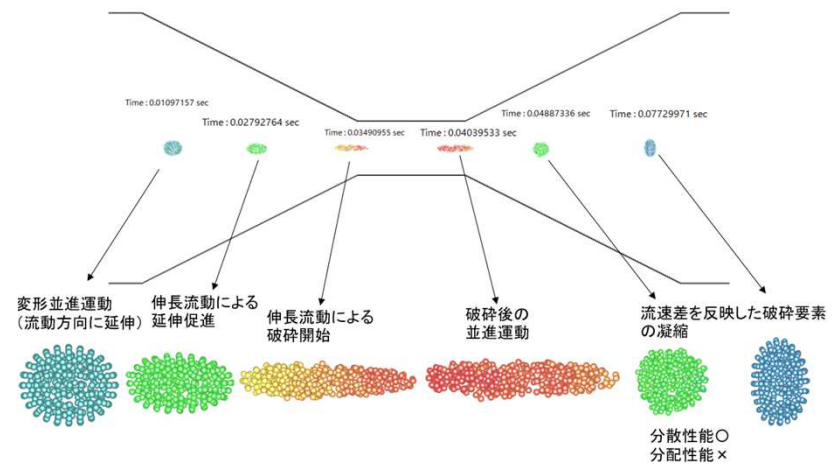 Time : 0.01097157 sec
Time : 0.02792764 sec
Time : 0.03490955 sec
Time : 0.04039533 sec
Time : 0.04887336 sec
Time : 0.07729971 sec
変形並進運動
（流動方向に延伸）
伸長流動による
延伸促進
伸長流動による
破砕開始
破砕後の
並進運動
流速差を反映した破砕要素
の凝縮
分散性能○
分配性能×